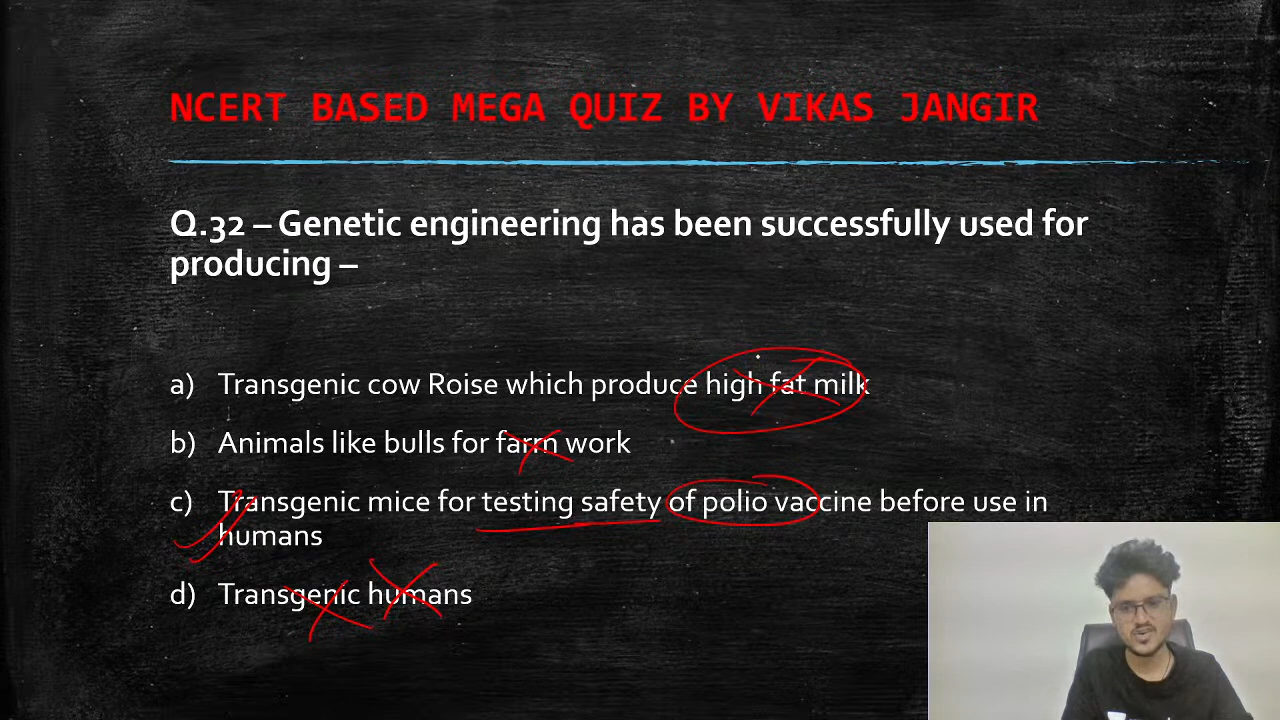 NCERT BASED MEGA QUIZ BY VIKAS JANGIR
Q.32 – Genetic engineering has been successfully used for
producing –
a) Transgenic cow Roise which produce high fat milk
b) Animals like bulls for farm work
c) Transgenic mice for testing safety of polio vaccine before use in
humans
d) Transgenic humans